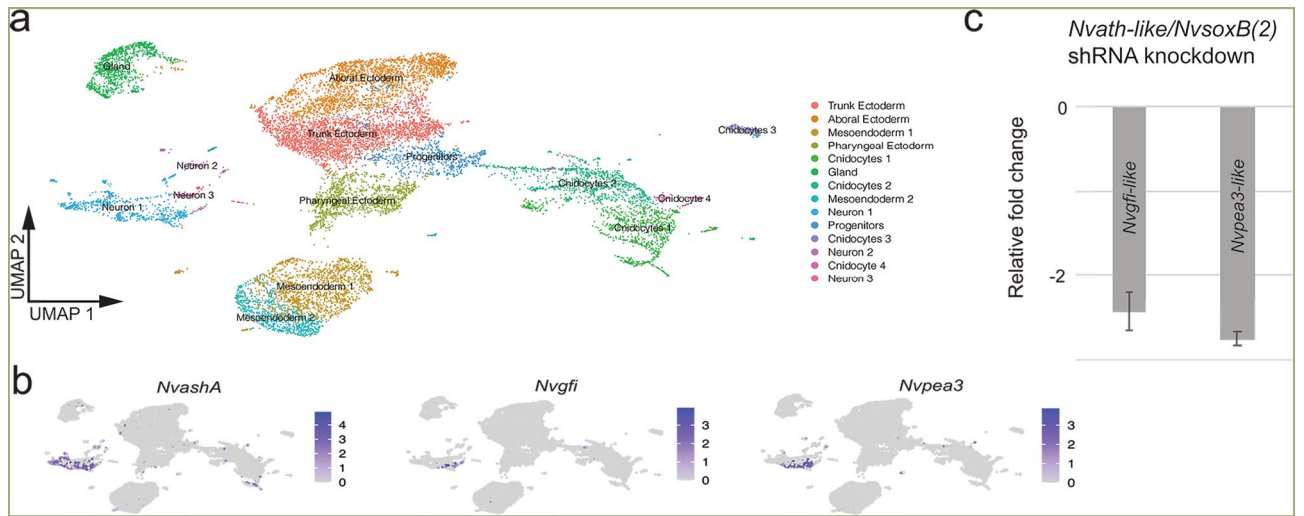 a
Gland
Aboral Ectoderm
Trunk Ectoderm
Progenitors
Neuron 2
Neuron 3
Neuron 1
Pharyngeal Ectoderm
Cnidocytes 3
Cnidocytes 2
Cnidocyte 4
Cnidocytes 1
Mesoendoderm 1
Mesoendoderm 2
UMAP 2
UMAP 1
Trunk Ectoderm
Aboral Ectoderm
Mesoendoderm 1
Pharyngeal Ectoderm
Cnidocytes 1
Gland
Cnidocytes 2
Mesoendoderm 2
Neuron 1
Progenitors
Cnidocytes 3
Neuron 2
Cnidocyte 4
Neuron 3
b
NvashA
4
3
2
1
0
Nvgfi
3
2
1
0
Nvpea3
3
2
1
0
c
Nvath-like/NvsoxB(2)
shRNA knockdown
Relative fold change
0
-2
Nvgfi-like
Nvpea3-like